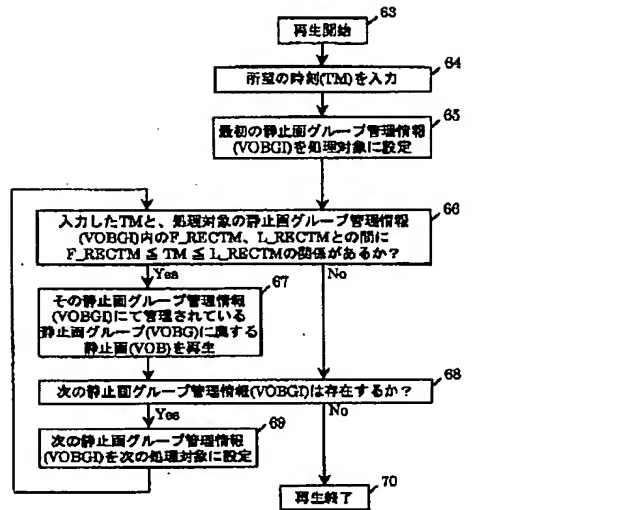 再生開始
63
所望の時刻(TM)を入力
64
最初の静止画グループ管理情報
(VOBGI)を処理対象に設定
65
入力したTMと、処理対象の静止画グループ管理情報
(VOBGI)内のF_RECTM、L_RECTMとの間に
F_RECTM ≦ TM ≦ L_RECTMの関係があるか?
66
Yes
No
67
その静止画グループ管理情報
(VOBGI)にて管理されている
静止画グループ(VOBG)に属する
静止画(VOB)を再生
次の静止画グループ管理情報(VOBGI)は存在するか?
68
Yes
No
69
次の静止画グループ管理情報
(VOBGI)を次の処理対象に設定
再生終了
70